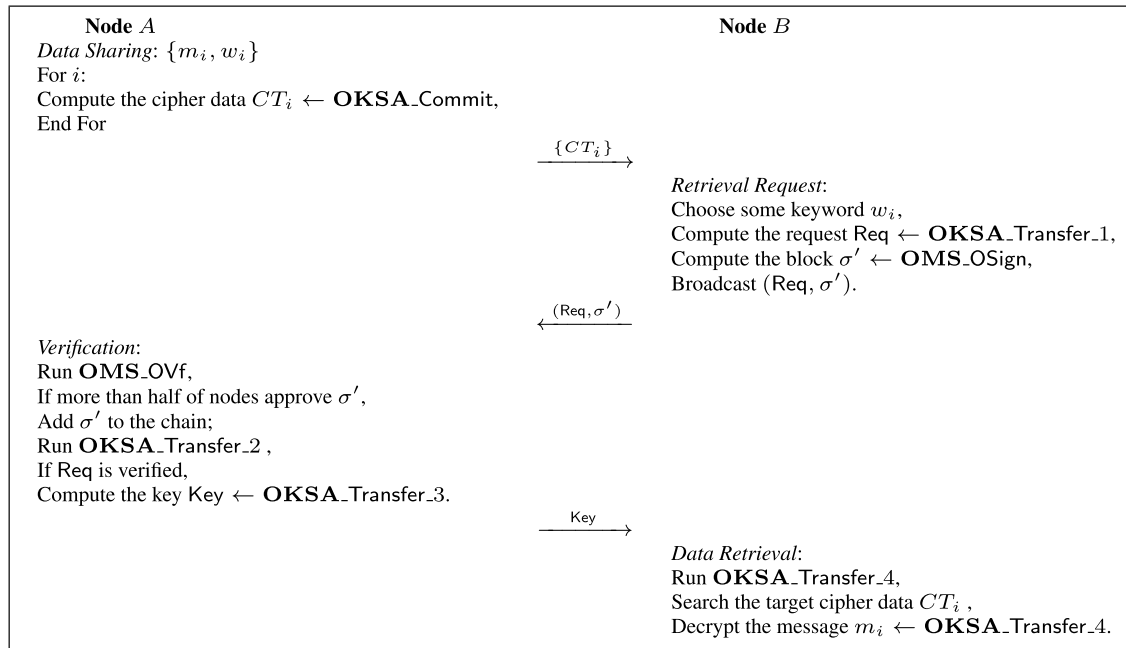 Node A
Node B
Data Sharing: {m_i, w_i}
For i:
Compute the cipher data CT_i ← OKSA_Commit,
End For
{CT_i}
Retrieval Request:
Choose some keyword w_i,
Compute the request Req ← OKSA_Transfer_1,
Compute the block σ′ ← OMS_OSign,
Broadcast (Req, σ′).
(Req, σ′)
Verification:
Run OMS_OVf,
If more than half of nodes approve σ′,
Add σ′ to the chain;
Run OKSA_Transfer_2 ,
If Req is verified,
Compute the key Key ← OKSA_Transfer_3.
Key
Data Retrieval:
Run OKSA_Transfer_4,
Search the target cipher data CT_i ,
Decrypt the message m_i ← OKSA_Transfer_4.